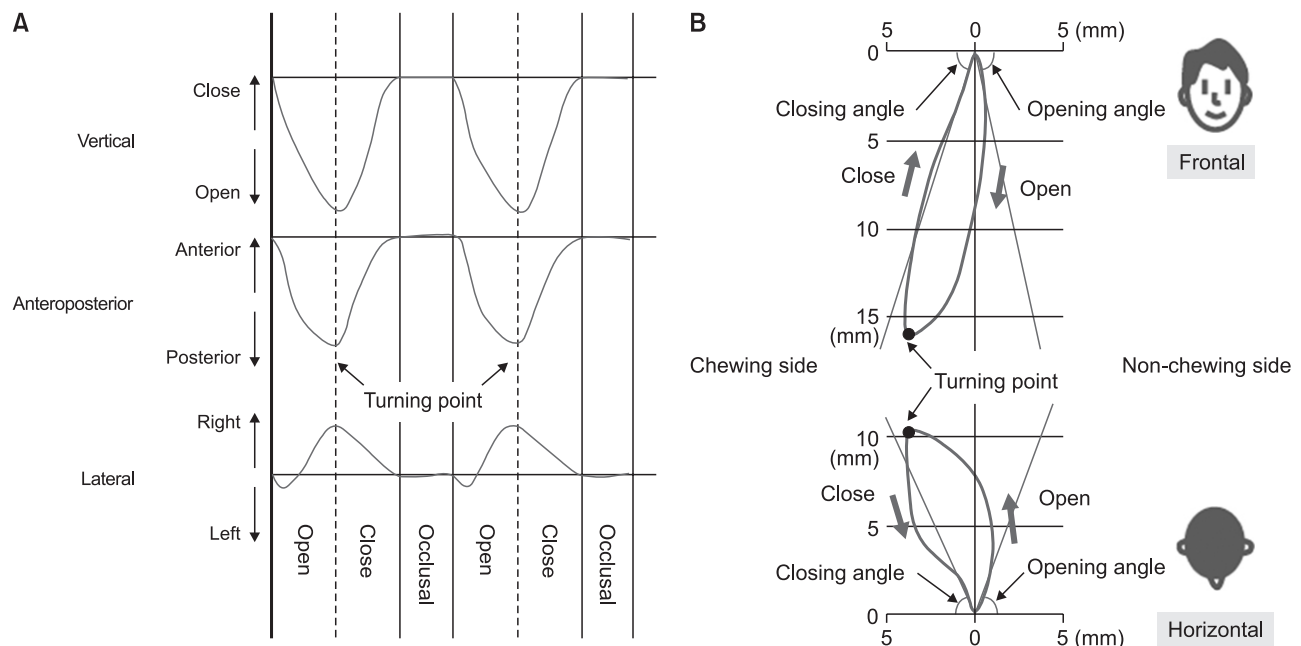 A
Close
Vertical
Open
Anterior
Anteroposterior
Posterior
Turning point
Right
Lateral
Left
Open
Close
Occlusal
Open
Close
Occlusal
B
5 0 5 (mm)
0
Closing angle
Opening angle
5
Close
Open
Frontal
10
15
(mm)
Chewing side
Non-chewing side
Turning point
10
(mm)
Close
Open
5
Closing angle
Opening angle
0
5 0 5 (mm)
Horizontal